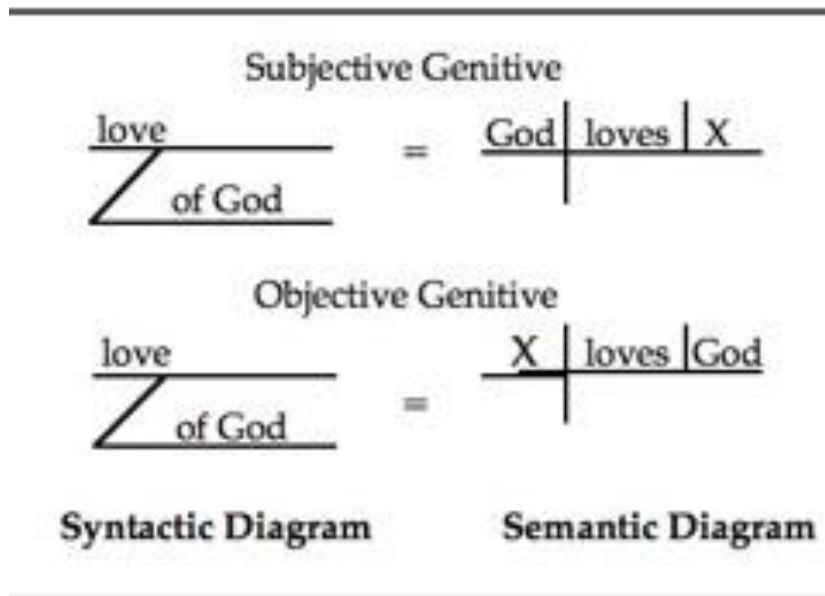 Subjective Genitive
love = God loves X
of God
Objective Genitive
love = X loves God
of God
Syntactic Diagram Semantic Diagram